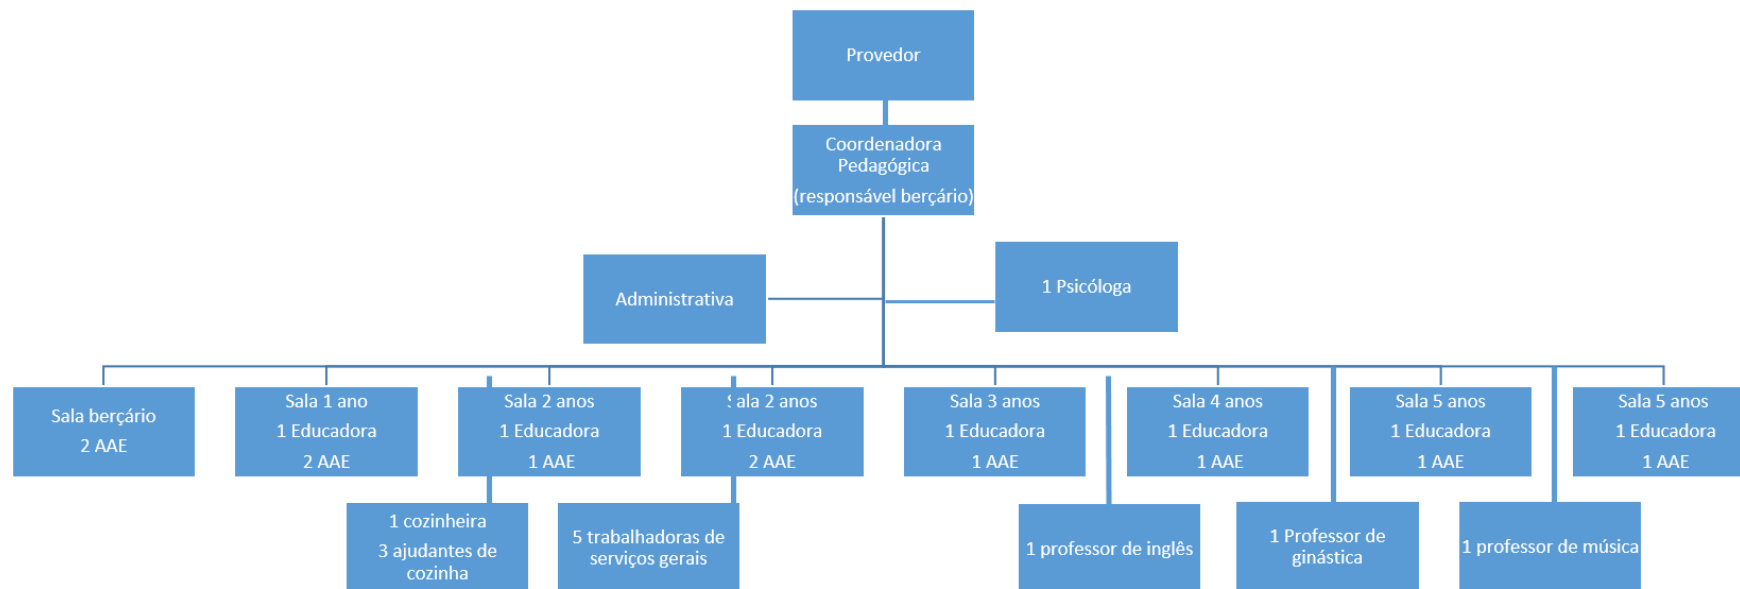 Provedor
Coordenadora
Pedagógica
(responsável berçário)
Administrativa
1 Psicóloga
Sala berçário
2 AAE
Sala 1 ano
1 Educadora
2 AAE
Sala 2 anos
1 Educadora
1 AAE
Sala 2 anos
1 Educadora
2 AAE
Sala 3 anos
1 Educadora
1 AAE
Sala 4 anos
1 Educadora
1 AAE
Sala 5 anos
1 Educadora
1 AAE
Sala 5 anos
1 Educadora
1 AAE
1 cozinheira
3 ajudantes de
cozinha
5 trabalhadoras de
serviços gerais
1 professor de inglês
1 Professor de
ginástica
1 professor de música